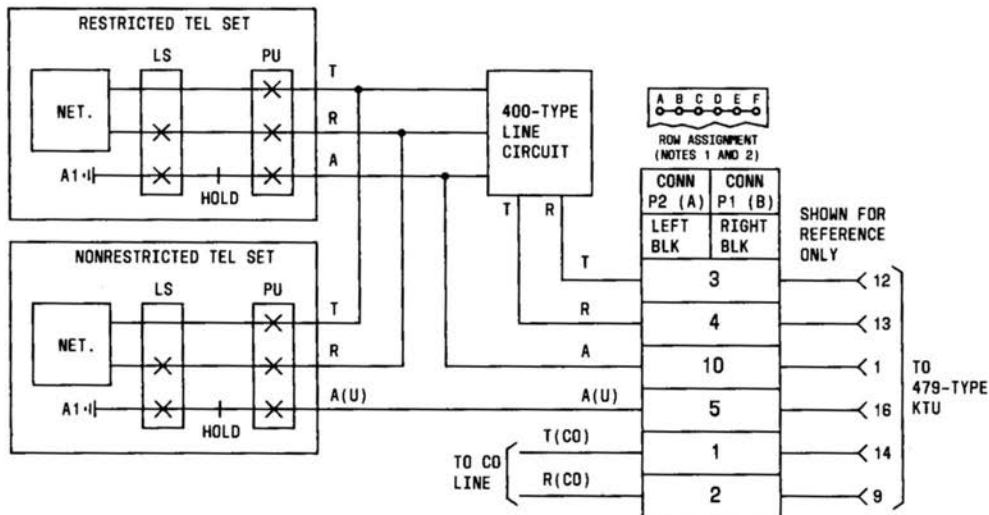 RESTRICTED TEL SET
LS PU
NET.
T
R
A
A1
HOLD
400-TYPE
LINE
CIRCUIT
T R
NONRESTRICTED TEL SET
LS PU
NET.
T
R
A(U)
A1
HOLD
A B C D E F
ROW ASSIGNMENT
(NOTES 1 AND 2)
CONN
P2 (A)
CONN
P1 (B)
LEFT
BLK
RIGHT
BLK
SHOWN FOR
REFERENCE
ONLY
T 3 12
R 4 13
A 10 1
A(U) 5 16
T(CO) 1 14
R(CO) 2 9
TO CO
LINE
TO
479-TYPE
KTU